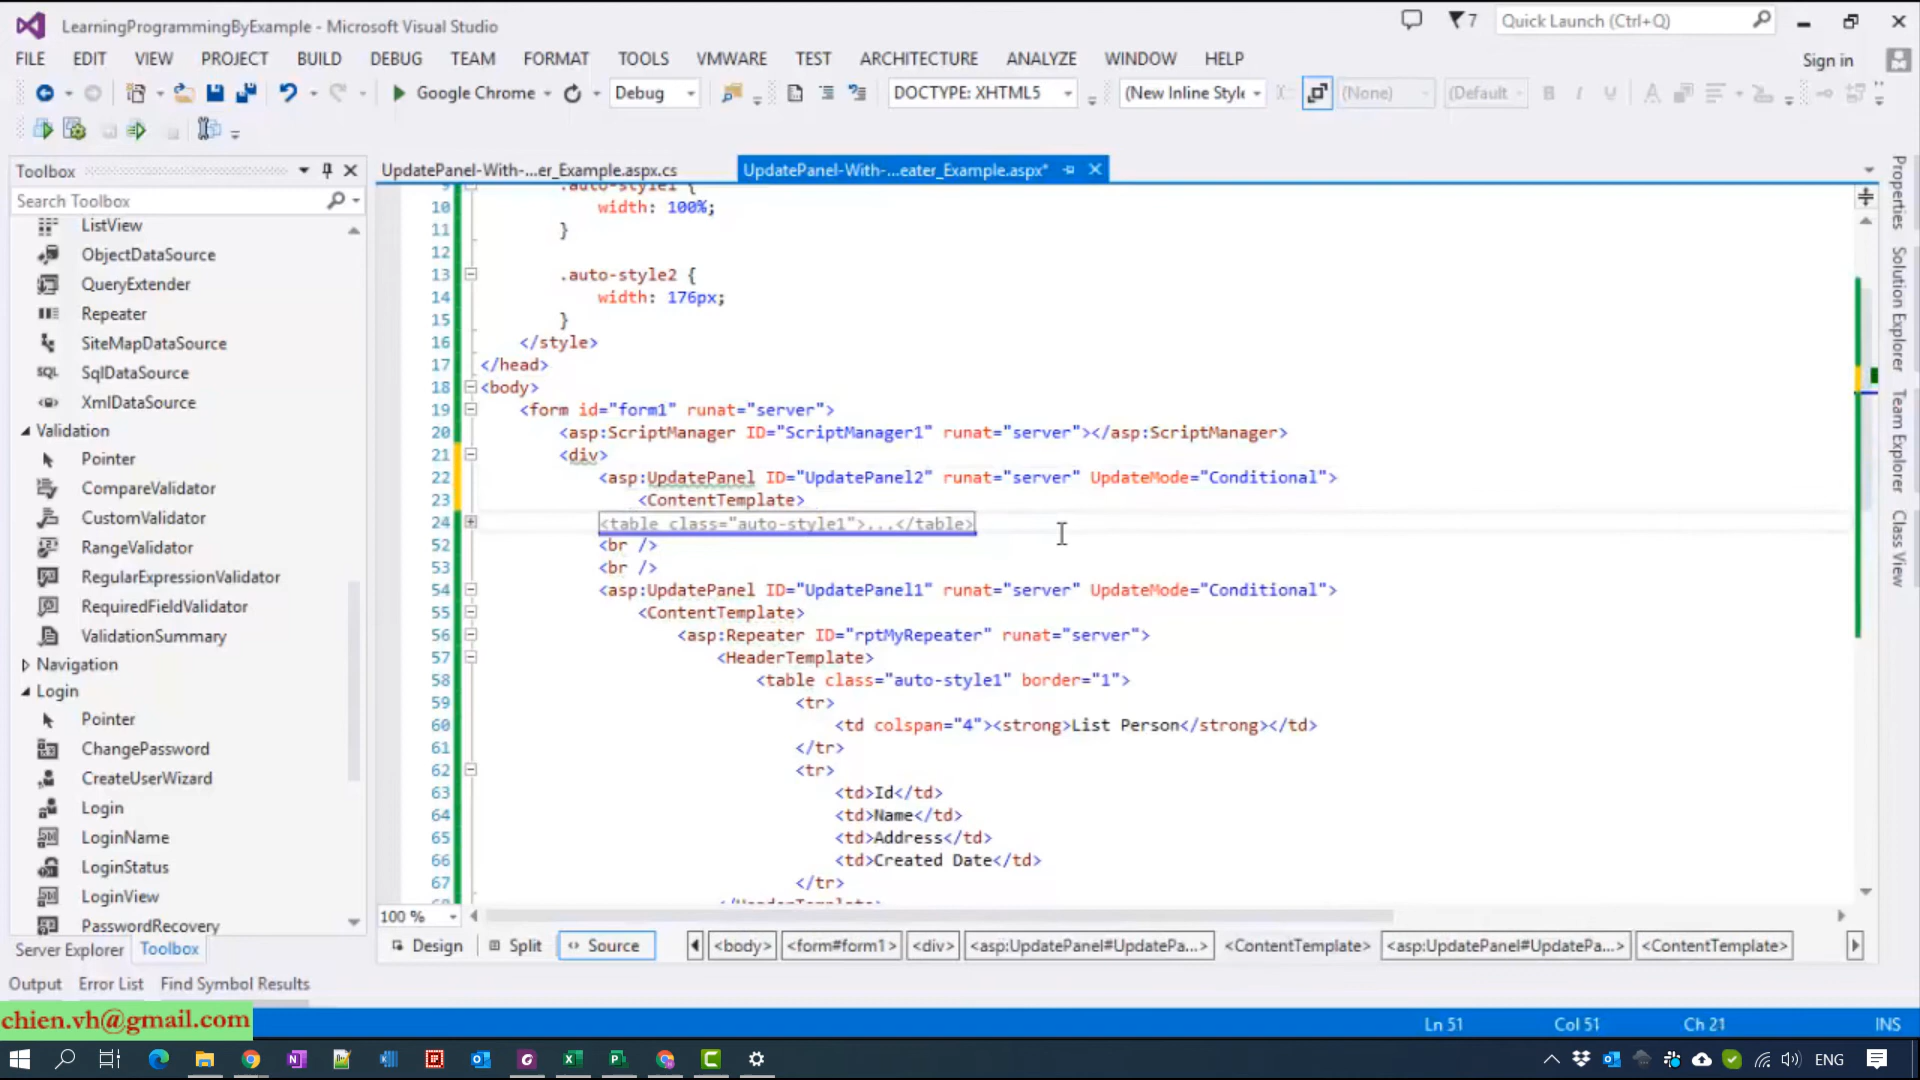 LearningProgrammingByExample - Microsoft Visual Studio
7
Quick Launch (Ctrl+Q)
FILE EDIT VIEW PROJECT BUILD DEBUG TEAM FORMAT TOOLS VMWARE TEST ARCHITECTURE ANALYZE WINDOW HELP
Sign in
Google Chrome Debug DOCTYPE: XHTML5 (New Inline Style (None) (Default B I U A
Toolbox
UpdatePanel-With-...er_Example.aspx.cs
UpdatePanel-With-...eater_Example.aspx*
Search Toolbox
ListView
ObjectDataSource
QueryExtender
Repeater
SiteMapDataSource
SQL SqlDataSource
XmlDataSource
Validation
Pointer
CompareValidator
CustomValidator
RangeValidator
RegularExpressionValidator
RequiredFieldValidator
ValidationSummary
Navigation
Login
Pointer
ChangePassword
CreateUserWizard
Login
LoginName
LoginStatus
LoginView
PasswordRecovery
Server Explorer Toolbox
9 .auto-style1 {
10 width: 100%;
11 }
12
13 .auto-style2 {
14 width: 176px;
15 }
16 </style>
17 </head>
18 <body>
19 <form id="form1" runat="server">
20 <asp:ScriptManager ID="ScriptManager1" runat="server"></asp:ScriptManager>
21 <div>
22 <asp:UpdatePanel ID="UpdatePanel2" runat="server" UpdateMode="Conditional">
23 <ContentTemplate>
24 <table class="auto-style1">...</table>
52 <br />
53 <br />
54 <asp:UpdatePanel ID="UpdatePanel1" runat="server" UpdateMode="Conditional">
55 <ContentTemplate>
56 <asp:Repeater ID="rptMyRepeater" runat="server">
57 <HeaderTemplate>
58 <table class="auto-style1" border="1">
59 <tr>
60 <td colspan="4"><strong>List Person</strong></td>
61 </tr>
62 <tr>
63 <td>Id</td>
64 <td>Name</td>
65 <td>Address</td>
66 <td>Created Date</td>
67 </tr>
68 </HeaderTemplate>
100 %
Design Split Source <body> <form#form1> <div> <asp:UpdatePanel#UpdatePa...> <ContentTemplate> <asp:UpdatePanel#UpdatePa...> <ContentTemplate>
Properties
Solution Explorer
Team Explorer
Class View
Output Error List Find Symbol Results
chien.vh@gmail.com
Ln 51 Col 51 Ch 21 INS
ENG